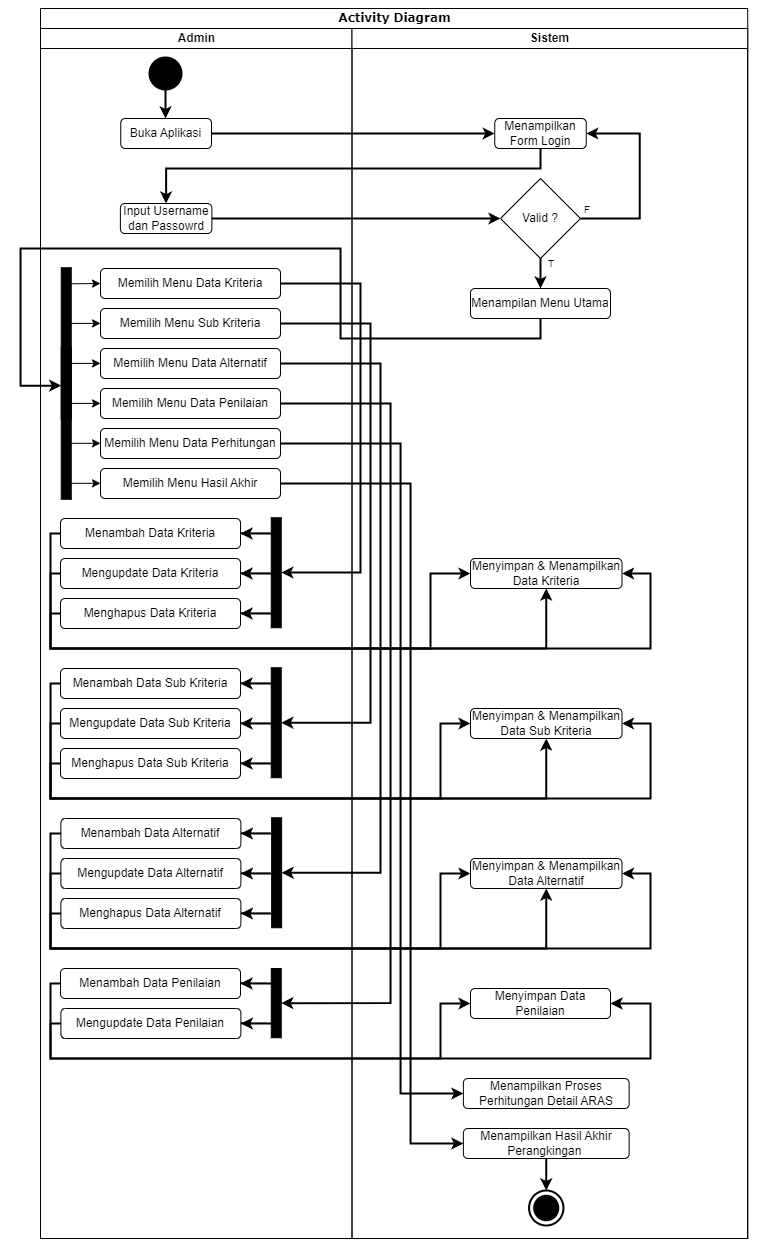 Activity Diagram
Admin
Sistem
Buka Aplikasi
Menampilkan
Form Login
Input Username
dan Passowrd
Valid ?
F
T
Menampilan Menu Utama
Memilih Menu Data Kriteria
Memilih Menu Sub Kriteria
Memilih Menu Data Alternatif
Memilih Menu Data Penilaian
Memilih Menu Data Perhitungan
Memilih Menu Hasil Akhir
Menambah Data Kriteria
Mengupdate Data Kriteria
Menghapus Data Kriteria
Menyimpan & Menampilkan
Data Kriteria
Menambah Data Sub Kriteria
Mengupdate Data Sub Kriteria
Menghapus Data Sub Kriteria
Menyimpan & Menampilkan
Data Sub Kriteria
Menambah Data Alternatif
Mengupdate Data Alternatif
Menghapus Data Alternatif
Menyimpan & Menampilkan
Data Alternatif
Menambah Data Penilaian
Mengupdate Data Penilaian
Menyimpan Data
Penilaian
Menampilkan Proses
Perhitungan Detail ARAS
Menampilkan Hasil Akhir
Perangkingan